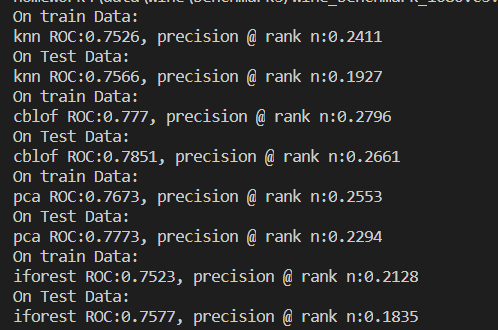 On train Data:
knn ROC:0.7526, precision @ rank n:0.2411
On Test Data:
knn ROC:0.7566, precision @ rank n:0.1927
On train Data:
cblof ROC:0.777, precision @ rank n:0.2796
On Test Data:
cblof ROC:0.7851, precision @ rank n:0.2661
On train Data:
pca ROC:0.7673, precision @ rank n:0.2553
On Test Data:
pca ROC:0.7773, precision @ rank n:0.2294
On train Data:
iforest ROC:0.7523, precision @ rank n:0.2128
On Test Data:
iforest ROC:0.7577, precision @ rank n:0.1835